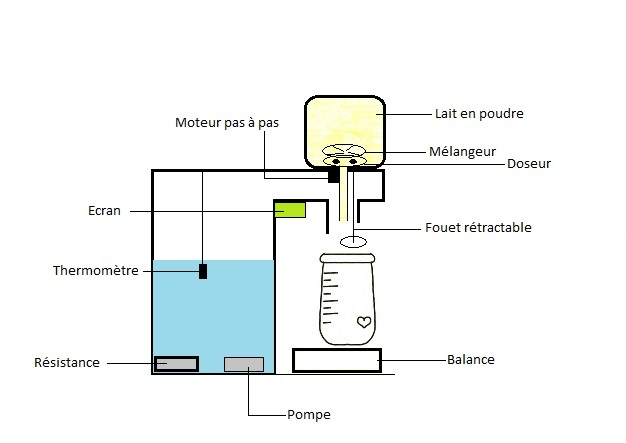 Lait en poudre
Moteur pas à pas
Mélangeur
Doseur
Ecran
Fouet rétractable
Thermomètre
Résistance
Balance
Pompe